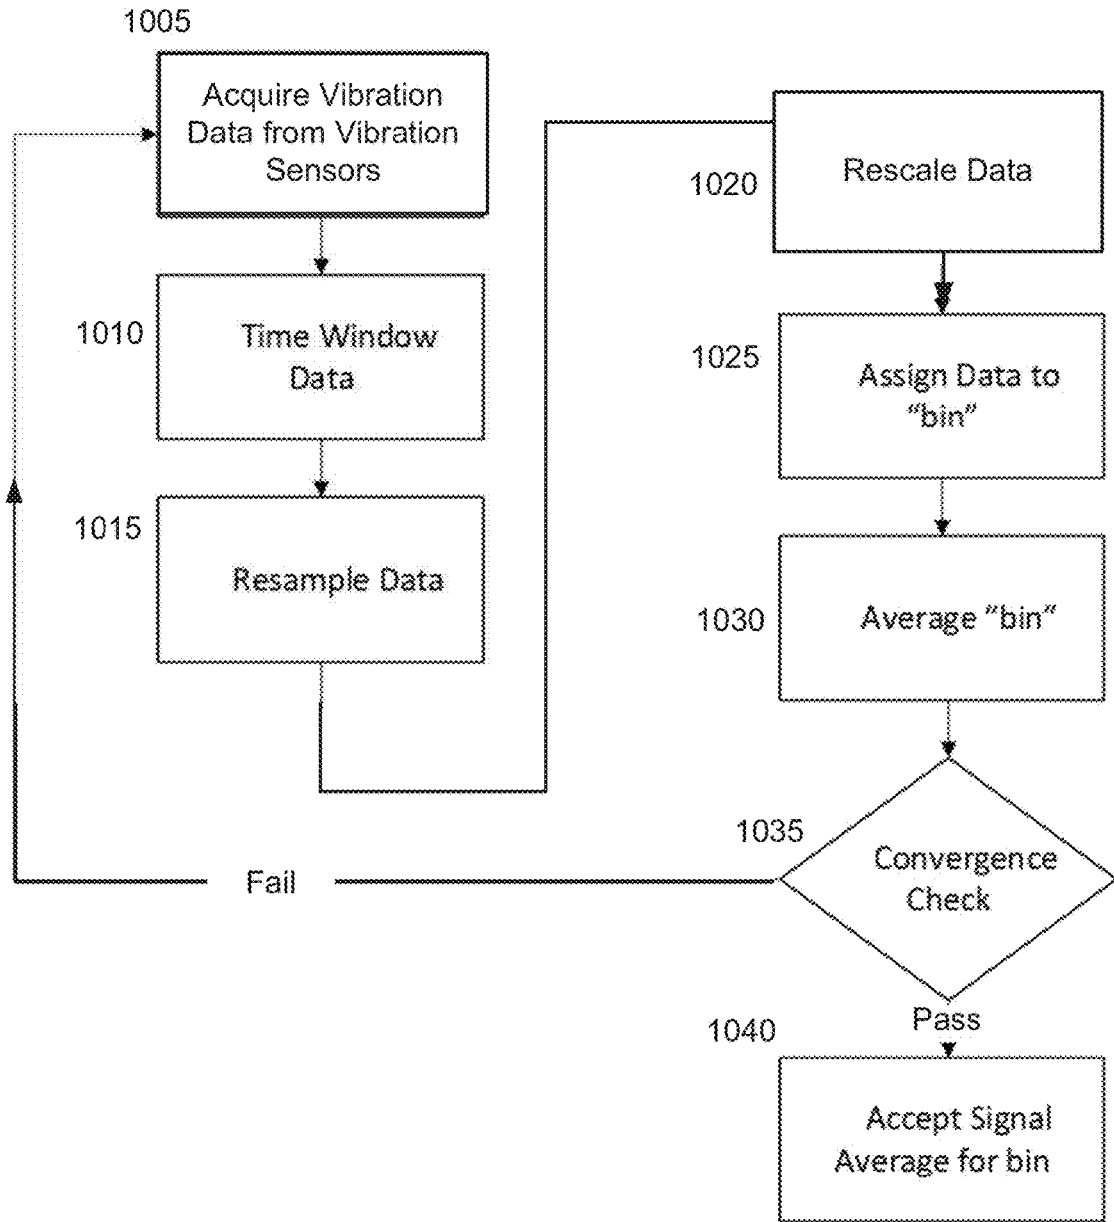 1005
Acquire Vibration
Data from Vibration
Sensors
1010
Time Window
Data
1015
Resample Data
1020
Rescale Data
1025
Assign Data to
“bin”
1030
Average “bin”
1035
Convergence
Check
Fail
Pass
1040
Accept Signal
Average for bin